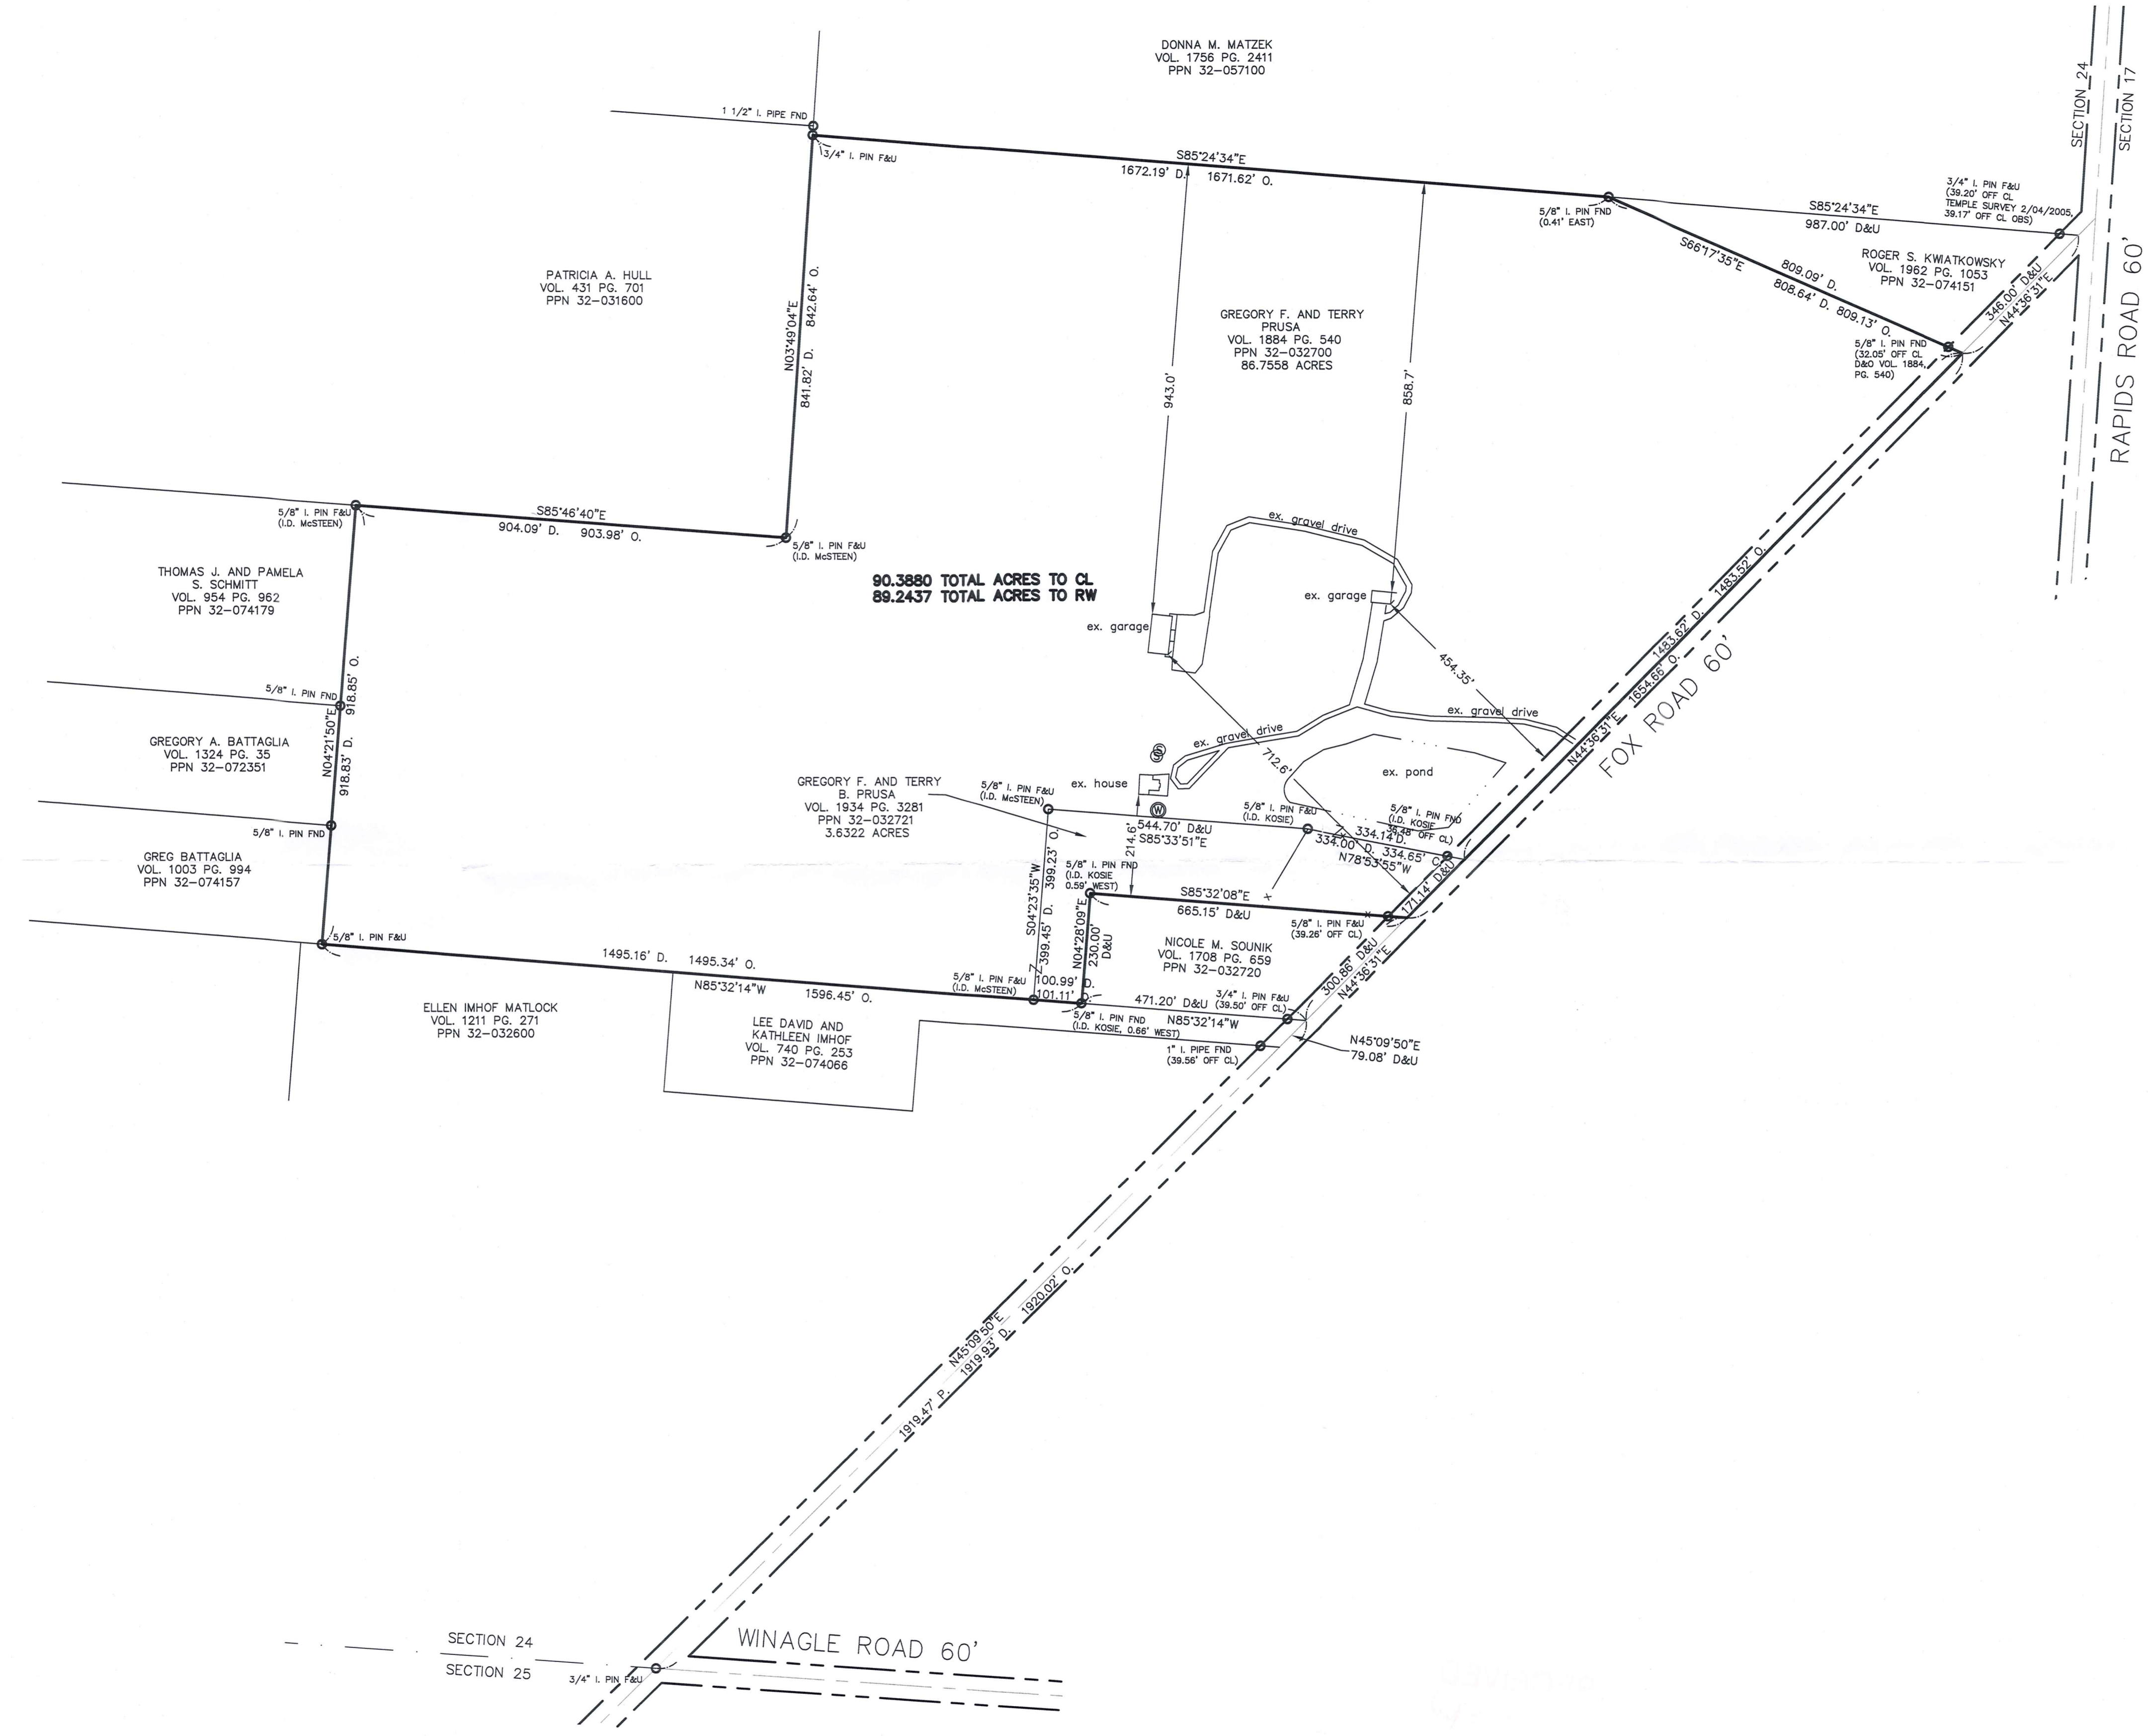 DONNA M. MATZEK
VOL. 1756 PG. 2411
PPN 32-057100
SECTION 24
SECTION 17
RAPIDS ROAD 60'
1 1/2" I. PIPE FND
3/4" I. PIN F&U
S85°24'34"E
1672.19' D. 1671.62' O.
5/8" I. PIN FND
(0.41' EAST)
S85°24'34"E
987.00' D&U
3/4" I. PIN F&U
(39.20' OFF CL
TEMPLE SURVEY 2/04/2005,
39.17' OFF CL OBS)
ROGER S. KWIATKOWSKY
VOL. 1962 PG. 1053
PPN 32-074151
S66°17'35"E
809.09' D.
808.64' D. 809.13' O.
346.00' D&U
N44°36'31"E
5/8" I. PIN FND
(32.05' OFF CL
D&O VOL. 1884,
PG. 540)
PATRICIA A. HULL
VOL. 431 PG. 701
PPN 32-031600
N03°49'04"E
841.82' D. 842.64' O.
GREGORY F. AND TERRY
PRUSA
VOL. 1884 PG. 540
PPN 32-032700
86.7558 ACRES
943.0'
858.7'
5/8" I. PIN F&U
(I.D. McSTEEN)
S85°46'40"E
904.09' D. 903.98' O.
5/8" I. PIN F&U
(I.D. McSTEEN)
90.3880 TOTAL ACRES TO CL
89.2437 TOTAL ACRES TO RW
ex. gravel drive
ex. garage
ex. garage
THOMAS J. AND PAMELA
S. SCHMITT
VOL. 954 PG. 962
PPN 32-074179
5/8" I. PIN FND
N04°21'50"E
918.83' D. 918.85' O.
GREGORY A. BATTAGLIA
VOL. 1324 PG. 35
PPN 32-072351
5/8" I. PIN FND
GREG BATTAGLIA
VOL. 1003 PG. 994
PPN 32-074157
454.35'
712.6'
ex. gravel drive
ex. gravel drive
1483.62' D. 1483.52' O.
N44°36'31"E 1654.66' O.
FOX ROAD 60'
S
S
ex. house
W
ex. pond
GREGORY F. AND TERRY
B. PRUSA
VOL. 1934 PG. 3281
PPN 32-032721
3.6322 ACRES
5/8" I. PIN F&U
(I.D. McSTEEN)
544.70' D&U
S85°33'51"E
5/8" I. PIN F&U
(I.D. KOSIE)
5/8" I. PIN FND
(I.D. KOSIE
36.48' OFF CL)
334.14' D.
334.00' D. 334.65' C.
N78°53'55"W
171.14' D&U
214.6'
S04°23'35"W
399.45' D. 399.23' O.
5/8" I. PIN FND
(I.D. KOSIE
0.59' WEST)
S85°32'08"E
665.15' D&U
5/8" I. PIN F&U
(39.26' OFF CL)
N04°28'09"E
230.00'
D&U
NICOLE M. SOUNIK
VOL. 1708 PG. 659
PPN 32-032720
300.86' D&U
N44°36'31"E
5/8" I. PIN F&U
1495.16' D. 1495.34' O.
N85°32'14"W 1596.45' O.
5/8" I. PIN F&U
(I.D. McSTEEN)
100.99' D.
101.11' O.
471.20' D&U
N85°32'14"W
3/4" I. PIN F&U
(39.50' OFF CL)
5/8" I. PIN FND
(I.D. KOSIE, 0.66' WEST)
1" I. PIPE FND
(39.56' OFF CL)
N45°09'50"E
79.08' D&U
ELLEN IMHOF MATLOCK
VOL. 1211 PG. 271
PPN 32-032600
LEE DAVID AND
KATHLEEN IMHOF
VOL. 740 PG. 253
PPN 32-074066
N45°09'50"E
1919.47' P. 1919.93' D. 1920.02' O.
SECTION 24
SECTION 25
3/4" I. PIN F&U
WINAGLE ROAD 60'